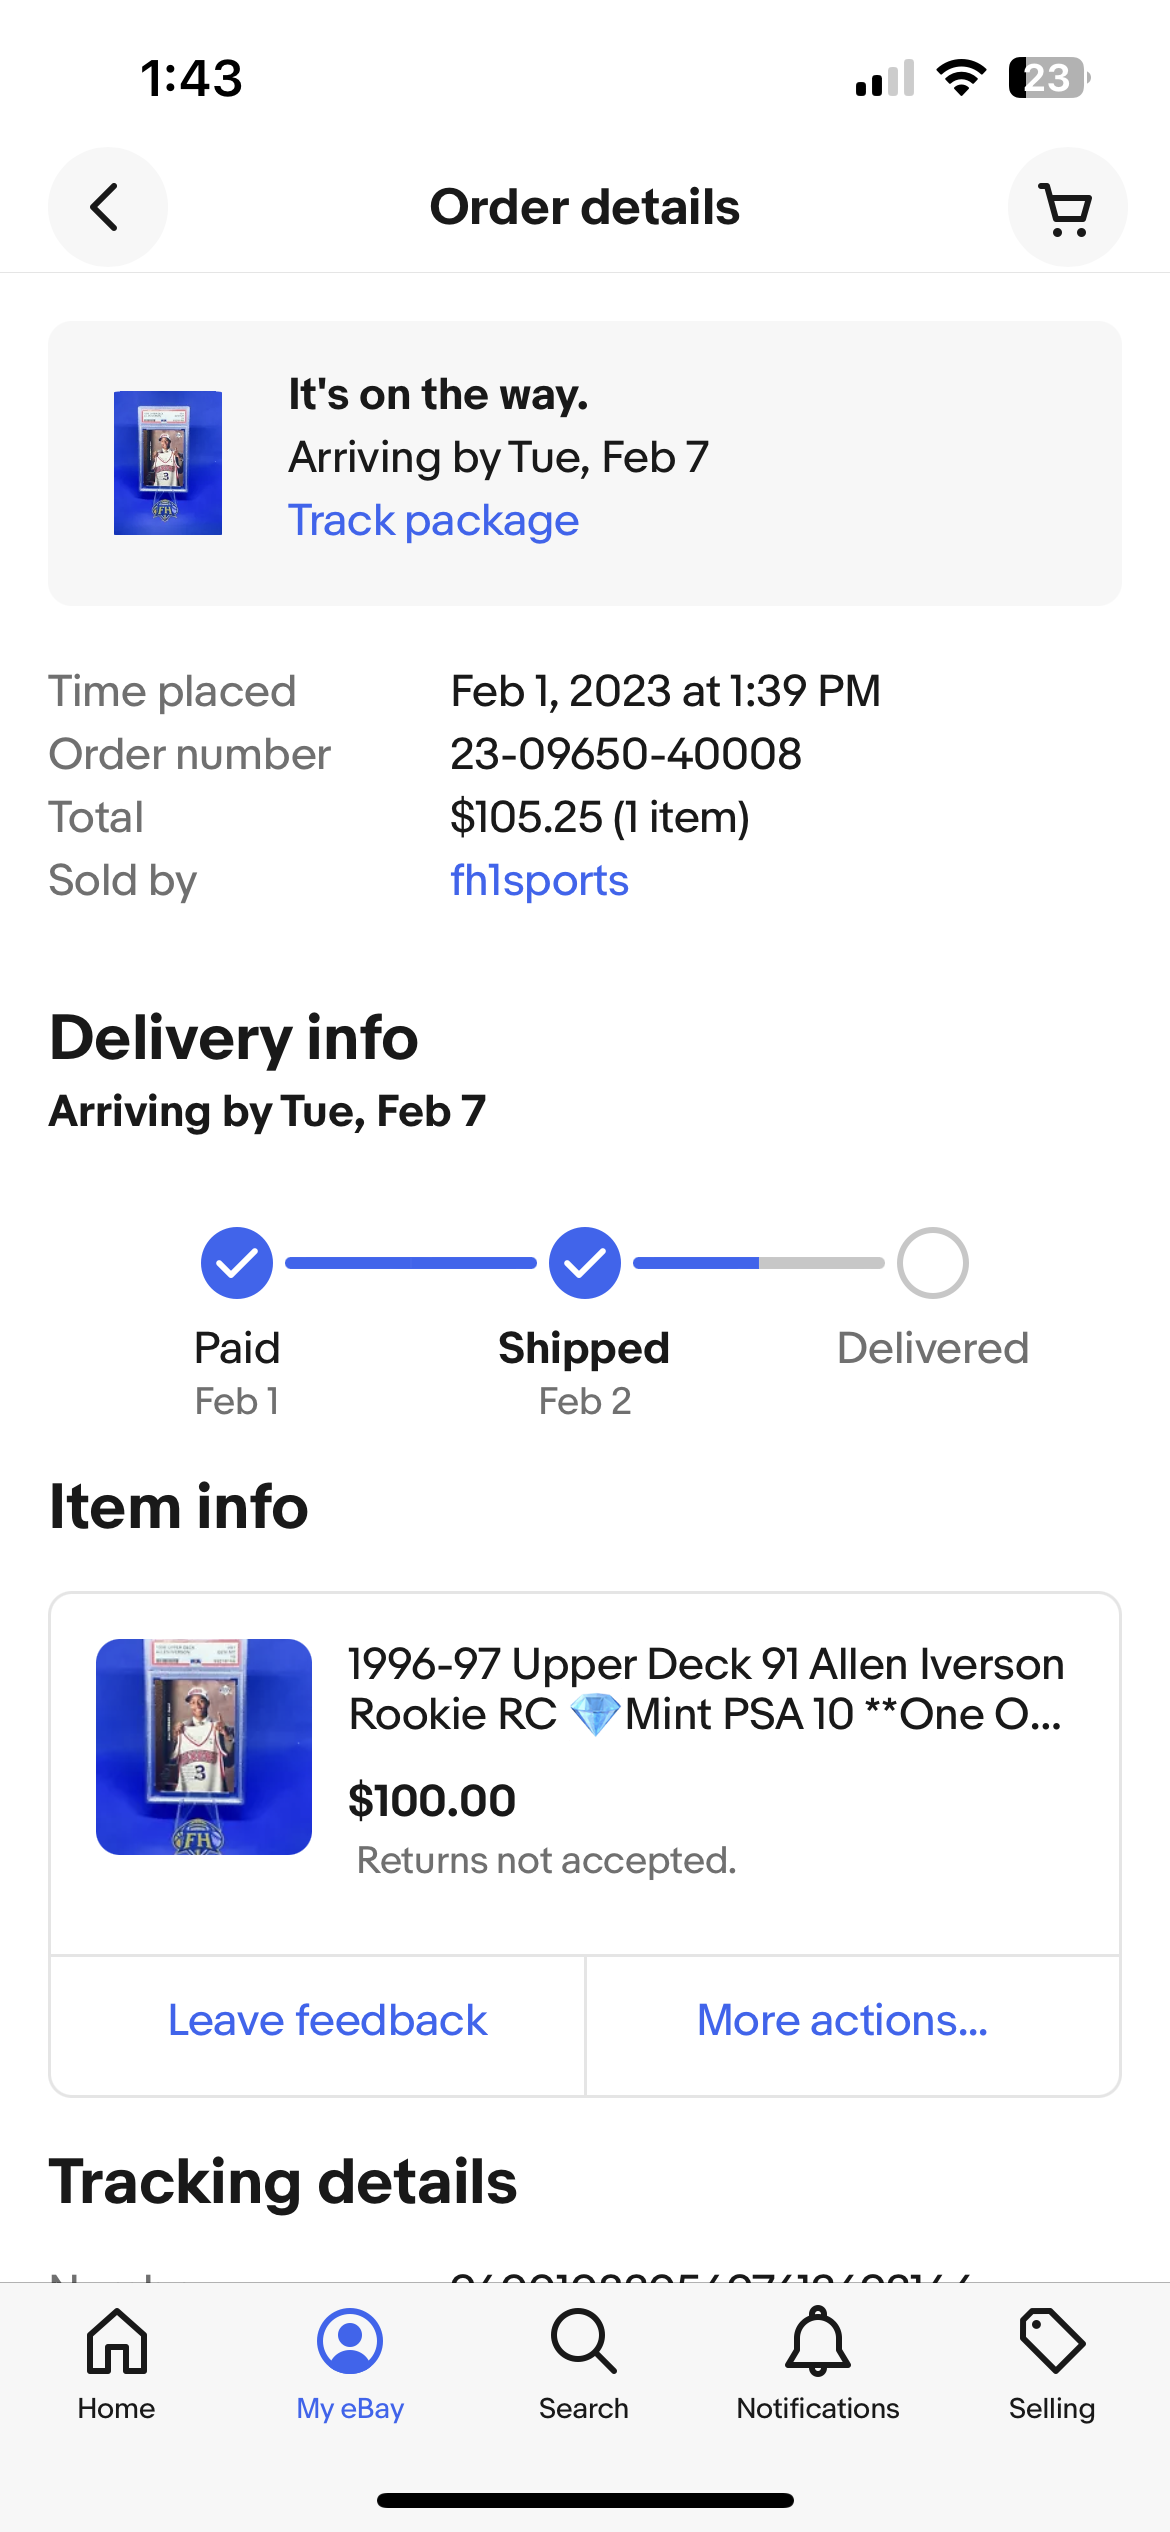 1:43
23
Order details
It's on the way.
Arriving by Tue, Feb 7
Track package
Time placed Feb 1, 2023 at 1:39 PM
Order number 23-09650-40008
Total $105.25 (1 item)
Sold by fh1sports
Delivery info
Arriving by Tue, Feb 7
Paid Shipped Delivered
Feb 1 Feb 2
Item info
1996-97 Upper Deck 91 Allen Iverson
Rookie RC 💎Mint PSA 10 **One O...
$100.00
Returns not accepted.
3
FH
Leave feedback More actions...
Tracking details
Home My eBay Search Notifications Selling